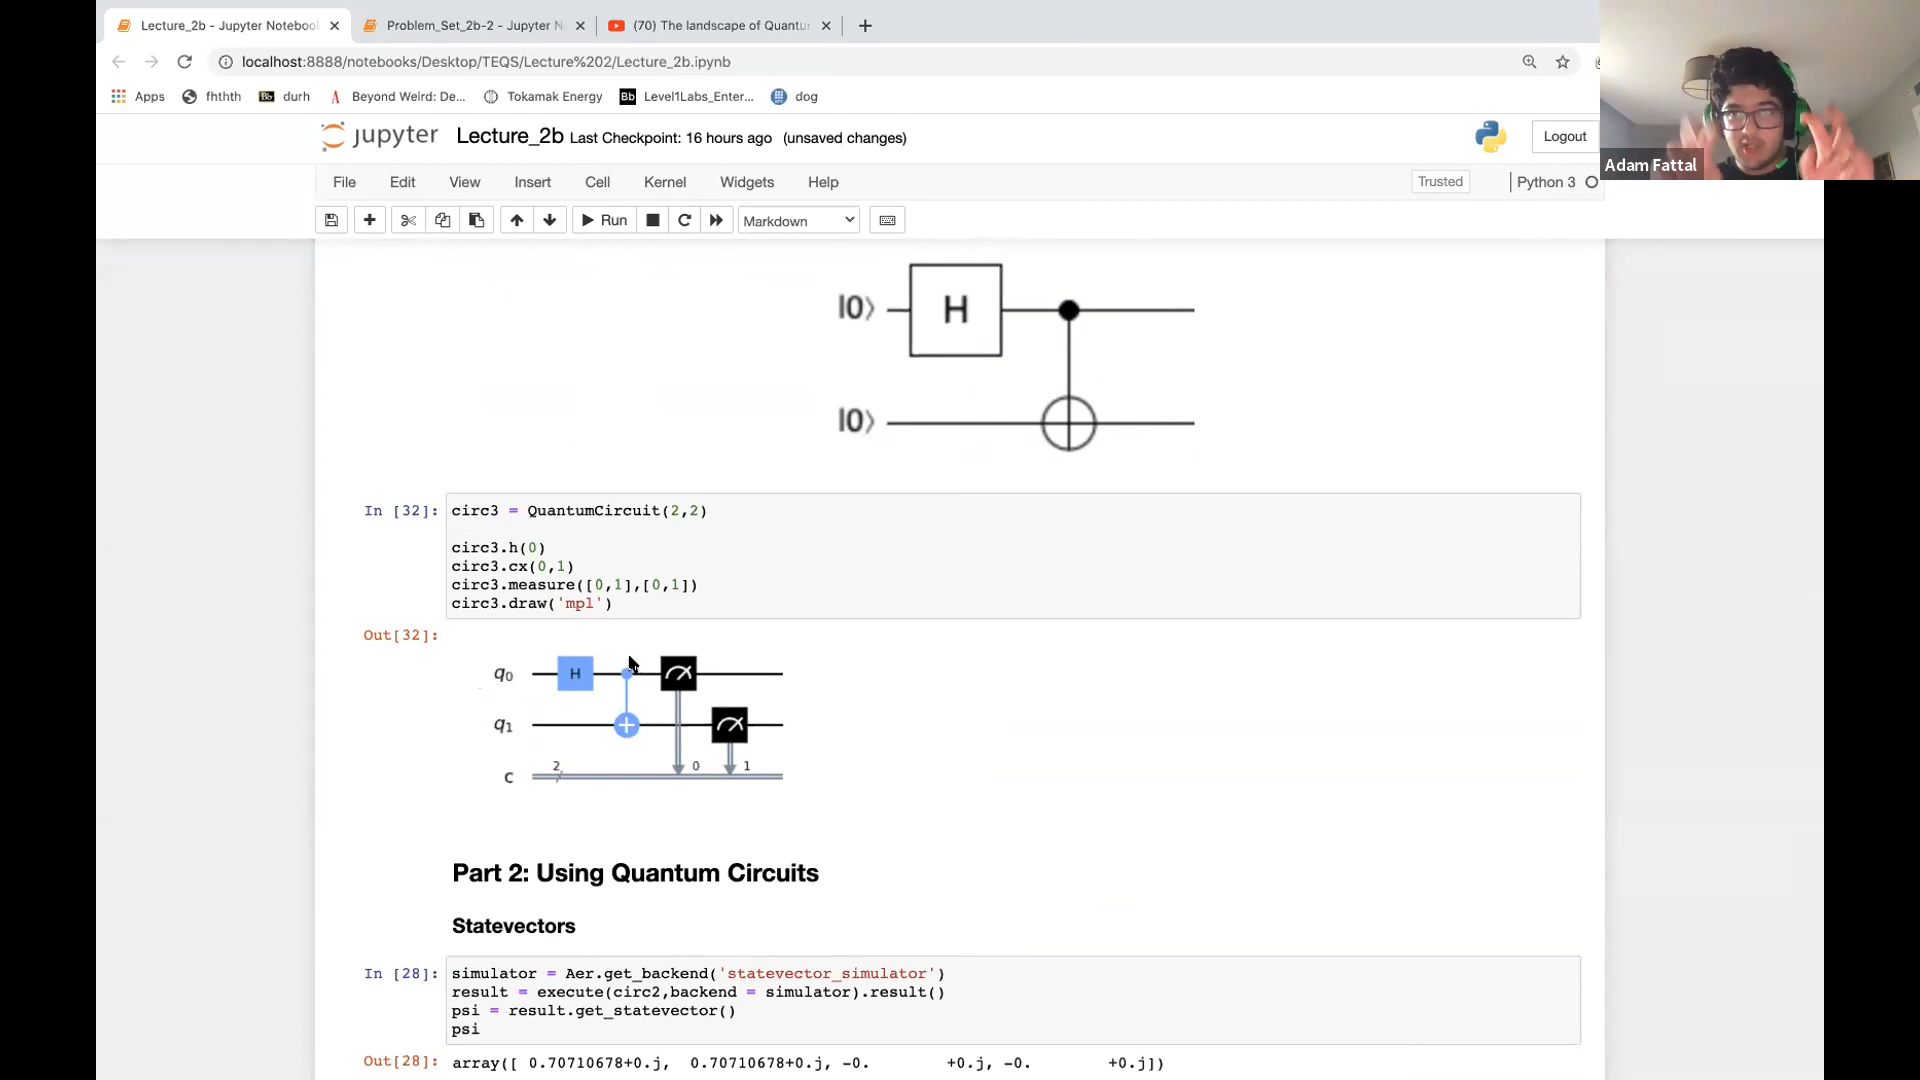 Lecture_2b - Jupyter Notebook
Problem_Set_2b-2 - Jupyter N
(70) The landscape of Quantu
localhost:8888/notebooks/Desktop/TEQS/Lecture%202/Lecture_2b.ipynb
Apps
fhthth
Bb
durh
Beyond Weird: De...
Tokamak Energy
Bb
Level1Labs_Enter...
dog
jupyter
Lecture_2b Last Checkpoint: 16 hours ago (unsaved changes)
Logout
Adam Fattal
File Edit View Insert Cell Kernel Widgets Help
Trusted
Python 3
Run
Markdown
|0⟩
H
|0⟩
In [32]:
circ3 = QuantumCircuit(2,2)
circ3.h(0)
circ3.cx(0,1)
circ3.measure([0,1],[0,1])
circ3.draw('mpl')
Out[32]:
q0
H
q1
2
0
1
c
Part 2: Using Quantum Circuits
Statevectors
In [28]:
simulator = Aer.get_backend('statevector_simulator')
result = execute(circ2,backend = simulator).result()
psi = result.get_statevector()
psi
Out[28]:
array([ 0.70710678+0.j, 0.70710678+0.j, -0. +0.j, -0. +0.j])